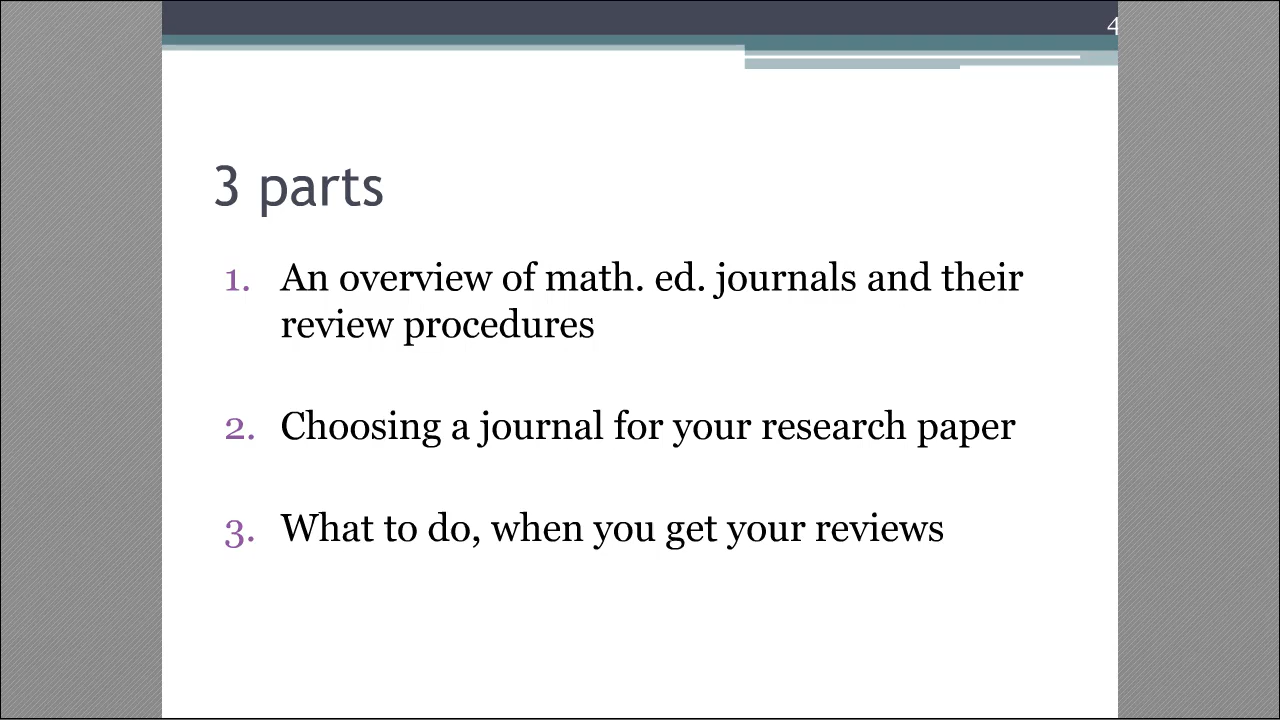 4
3 parts
1. An overview of math. ed. journals and their
review procedures
2. Choosing a journal for your research paper
3. What to do, when you get your reviews